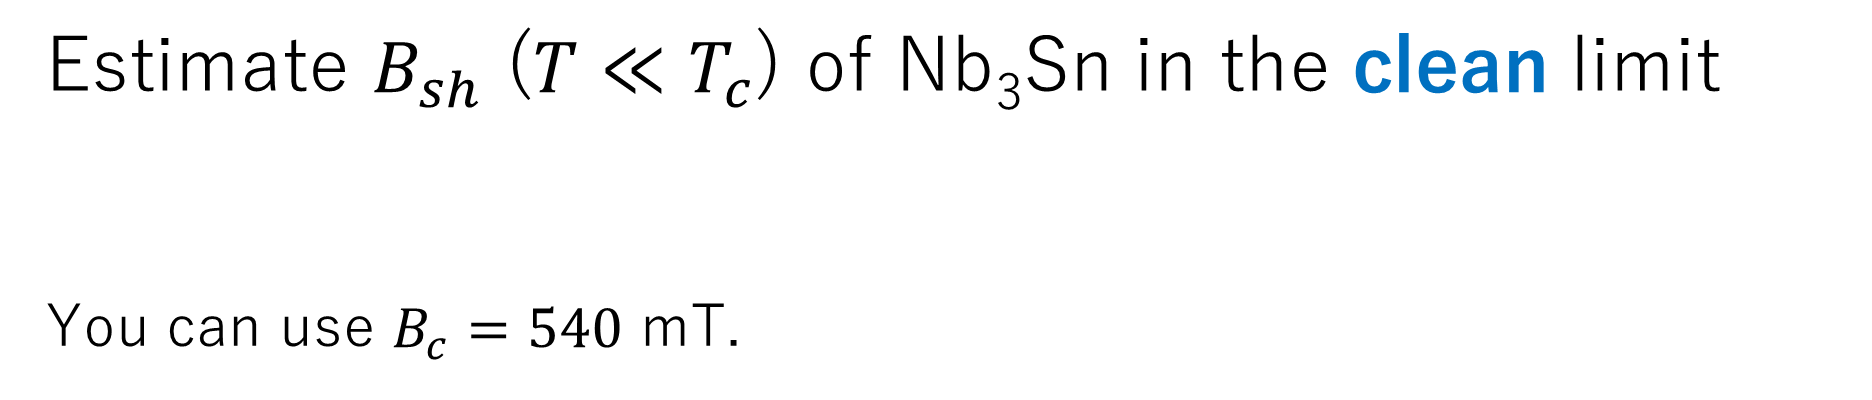 Estimate B_sh (T ≪ T_c) of Nb₃Sn in the clean limit
You can use B_c = 540 mT.